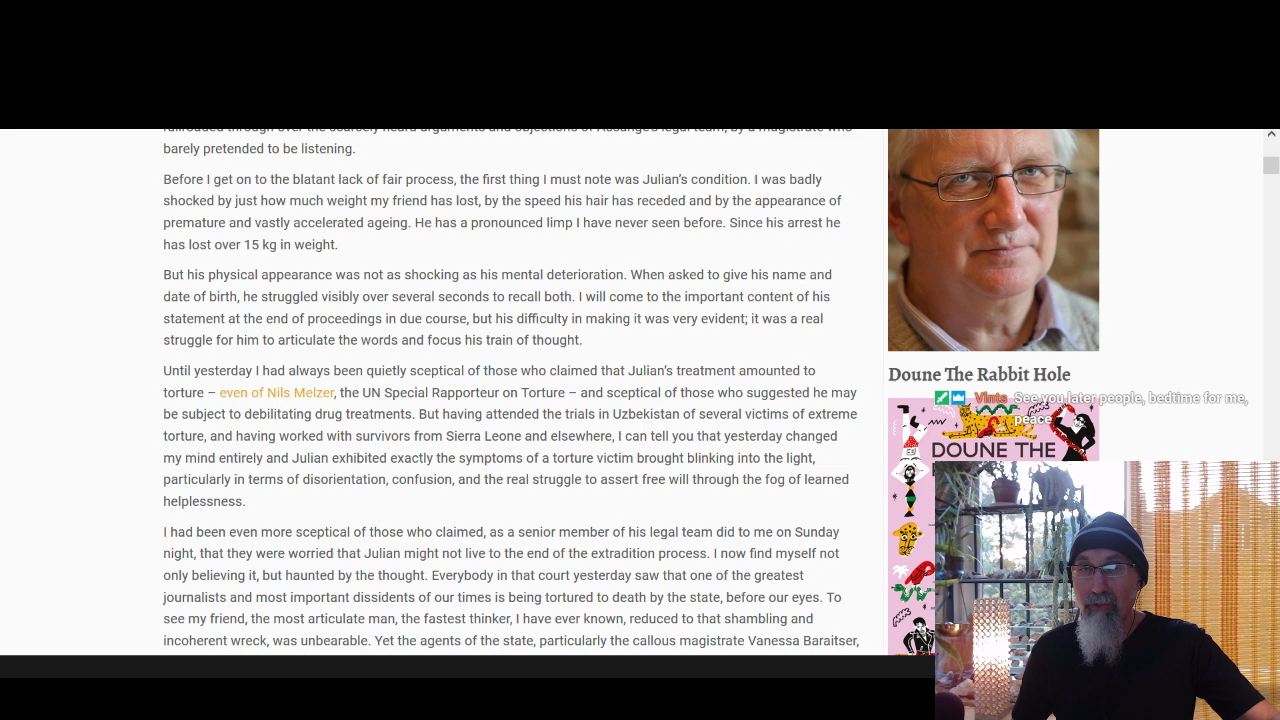 railroaded through over the scarcely heard arguments and objections of Assange's legal team, by a magistrate who
barely pretended to be listening.
Before I get on to the blatant lack of fair process, the first thing I must note was Julian's condition. I was badly
shocked by just how much weight my friend has lost, by the speed his hair has receded and by the appearance of
premature and vastly accelerated ageing. He has a pronounced limp I have never seen before. Since his arrest he
has lost over 15 kg in weight.
But his physical appearance was not as shocking as his mental deterioration. When asked to give his name and
date of birth, he struggled visibly over several seconds to recall both. I will come to the important content of his
statement at the end of proceedings in due course, but his difficulty in making it was very evident; it was a real
struggle for him to articulate the words and focus his train of thought.
Until yesterday I had always been quietly sceptical of those who claimed that Julian's treatment amounted to
torture – even of Nils Melzer, the UN Special Rapporteur on Torture – and sceptical of those who suggested he may
be subject to debilitating drug treatments. But having attended the trials in Uzbekistan of several victims of extreme
torture, and having worked with survivors from Sierra Leone and elsewhere, I can tell you that yesterday changed
my mind entirely and Julian exhibited exactly the symptoms of a torture victim brought blinking into the light,
particularly in terms of disorientation, confusion, and the real struggle to assert free will through the fog of learned
helplessness.
I had been even more sceptical of those who claimed, as a senior member of his legal team did to me on Sunday
night, that they were worried that Julian might not live to the end of the extradition process. I now find myself not
only believing it, but haunted by the thought. Everybody in that court yesterday saw that one of the greatest
journalists and most important dissidents of our times is being tortured to death by the state, before our eyes. To
see my friend, the most articulate man, the fastest thinker, I have ever known, reduced to that shambling and
incoherent wreck, was unbearable. Yet the agents of the state, particularly the callous magistrate Vanessa Baraitser,
Doune The Rabbit Hole
Vints See you later people, bedtime for me,
peace
DOUNE THE